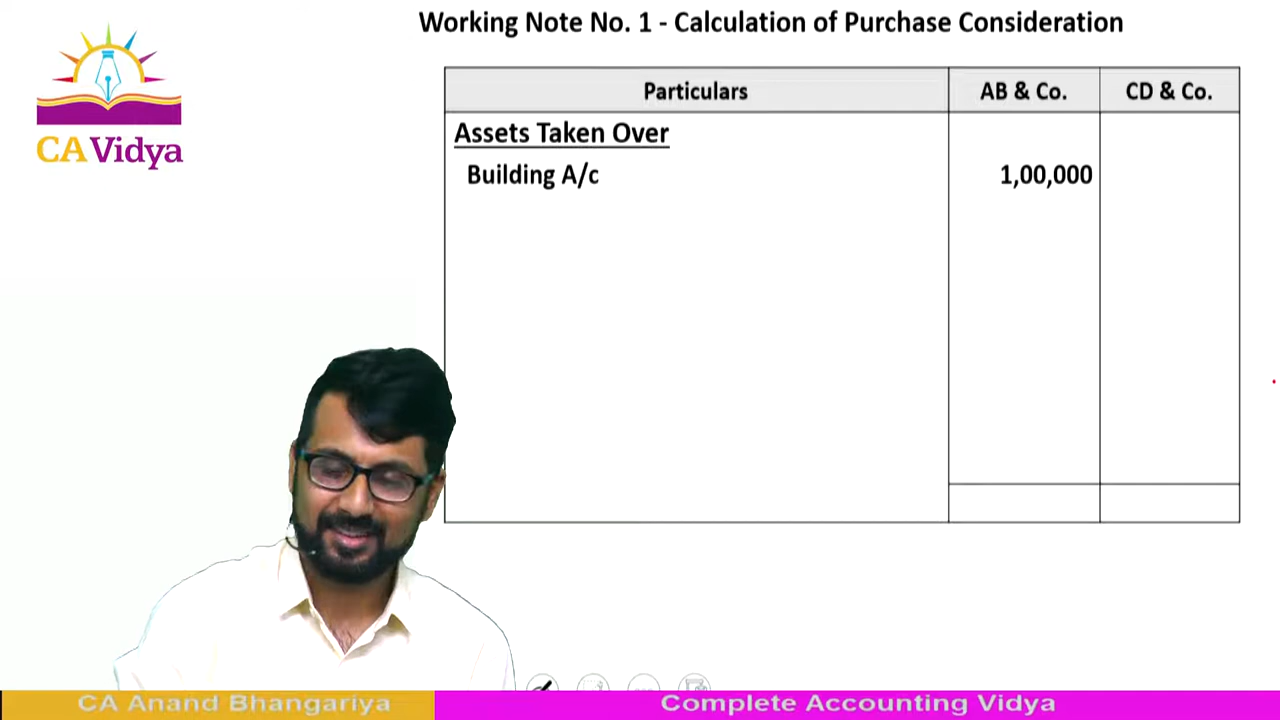 Working Note No. 1 - Calculation of Purchase Consideration
CA Vidya
Particulars AB & Co. CD & Co.
Assets Taken Over
Building A/c 1,00,000
CA Anand Bhangariya Complete Accounting Vidya